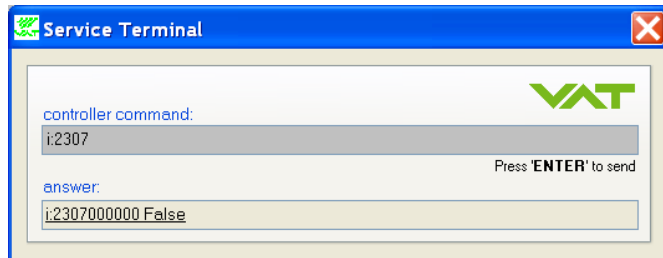 Service Terminal
VAT
controller command:
i:2307
Press 'ENTER' to send
answer:
i:2307000000 False